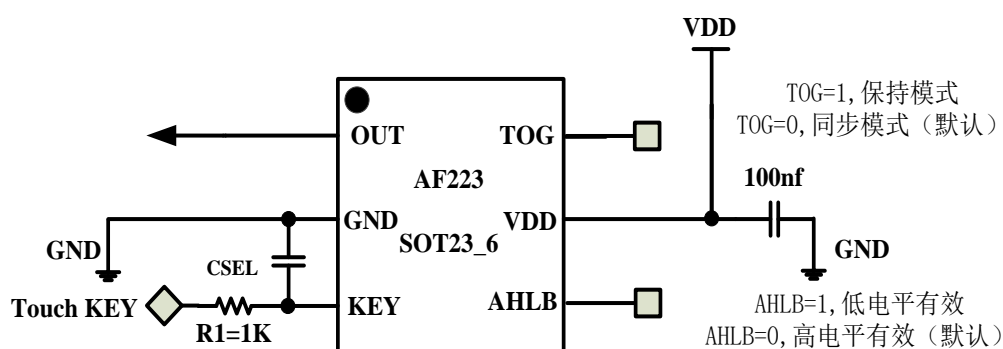 VDD
TOG=1,保持模式
TOG=0,同步模式（默认）
OUT
TOG
AF223
100nf
GND
VDD
SOT23_6
GND
GND
CSEL
Touch KEY
KEY
AHLB
R1=1K
AHLB=1,低电平有效
AHLB=0,高电平有效（默认）